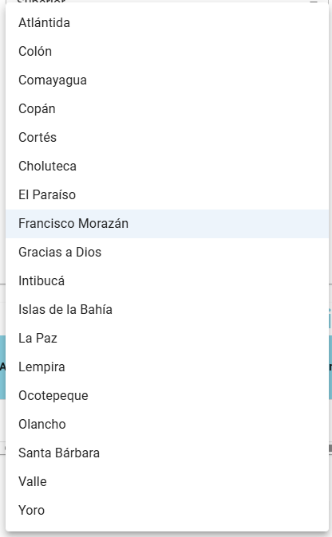 Superior
Atlántida
Colón
Comayagua
Copán
Cortés
Choluteca
El Paraíso
Francisco Morazán
Gracias a Dios
Intibucá
Islas de la Bahía
La Paz
Lempira
Ocotepeque
Olancho
Santa Bárbara
Valle
Yoro